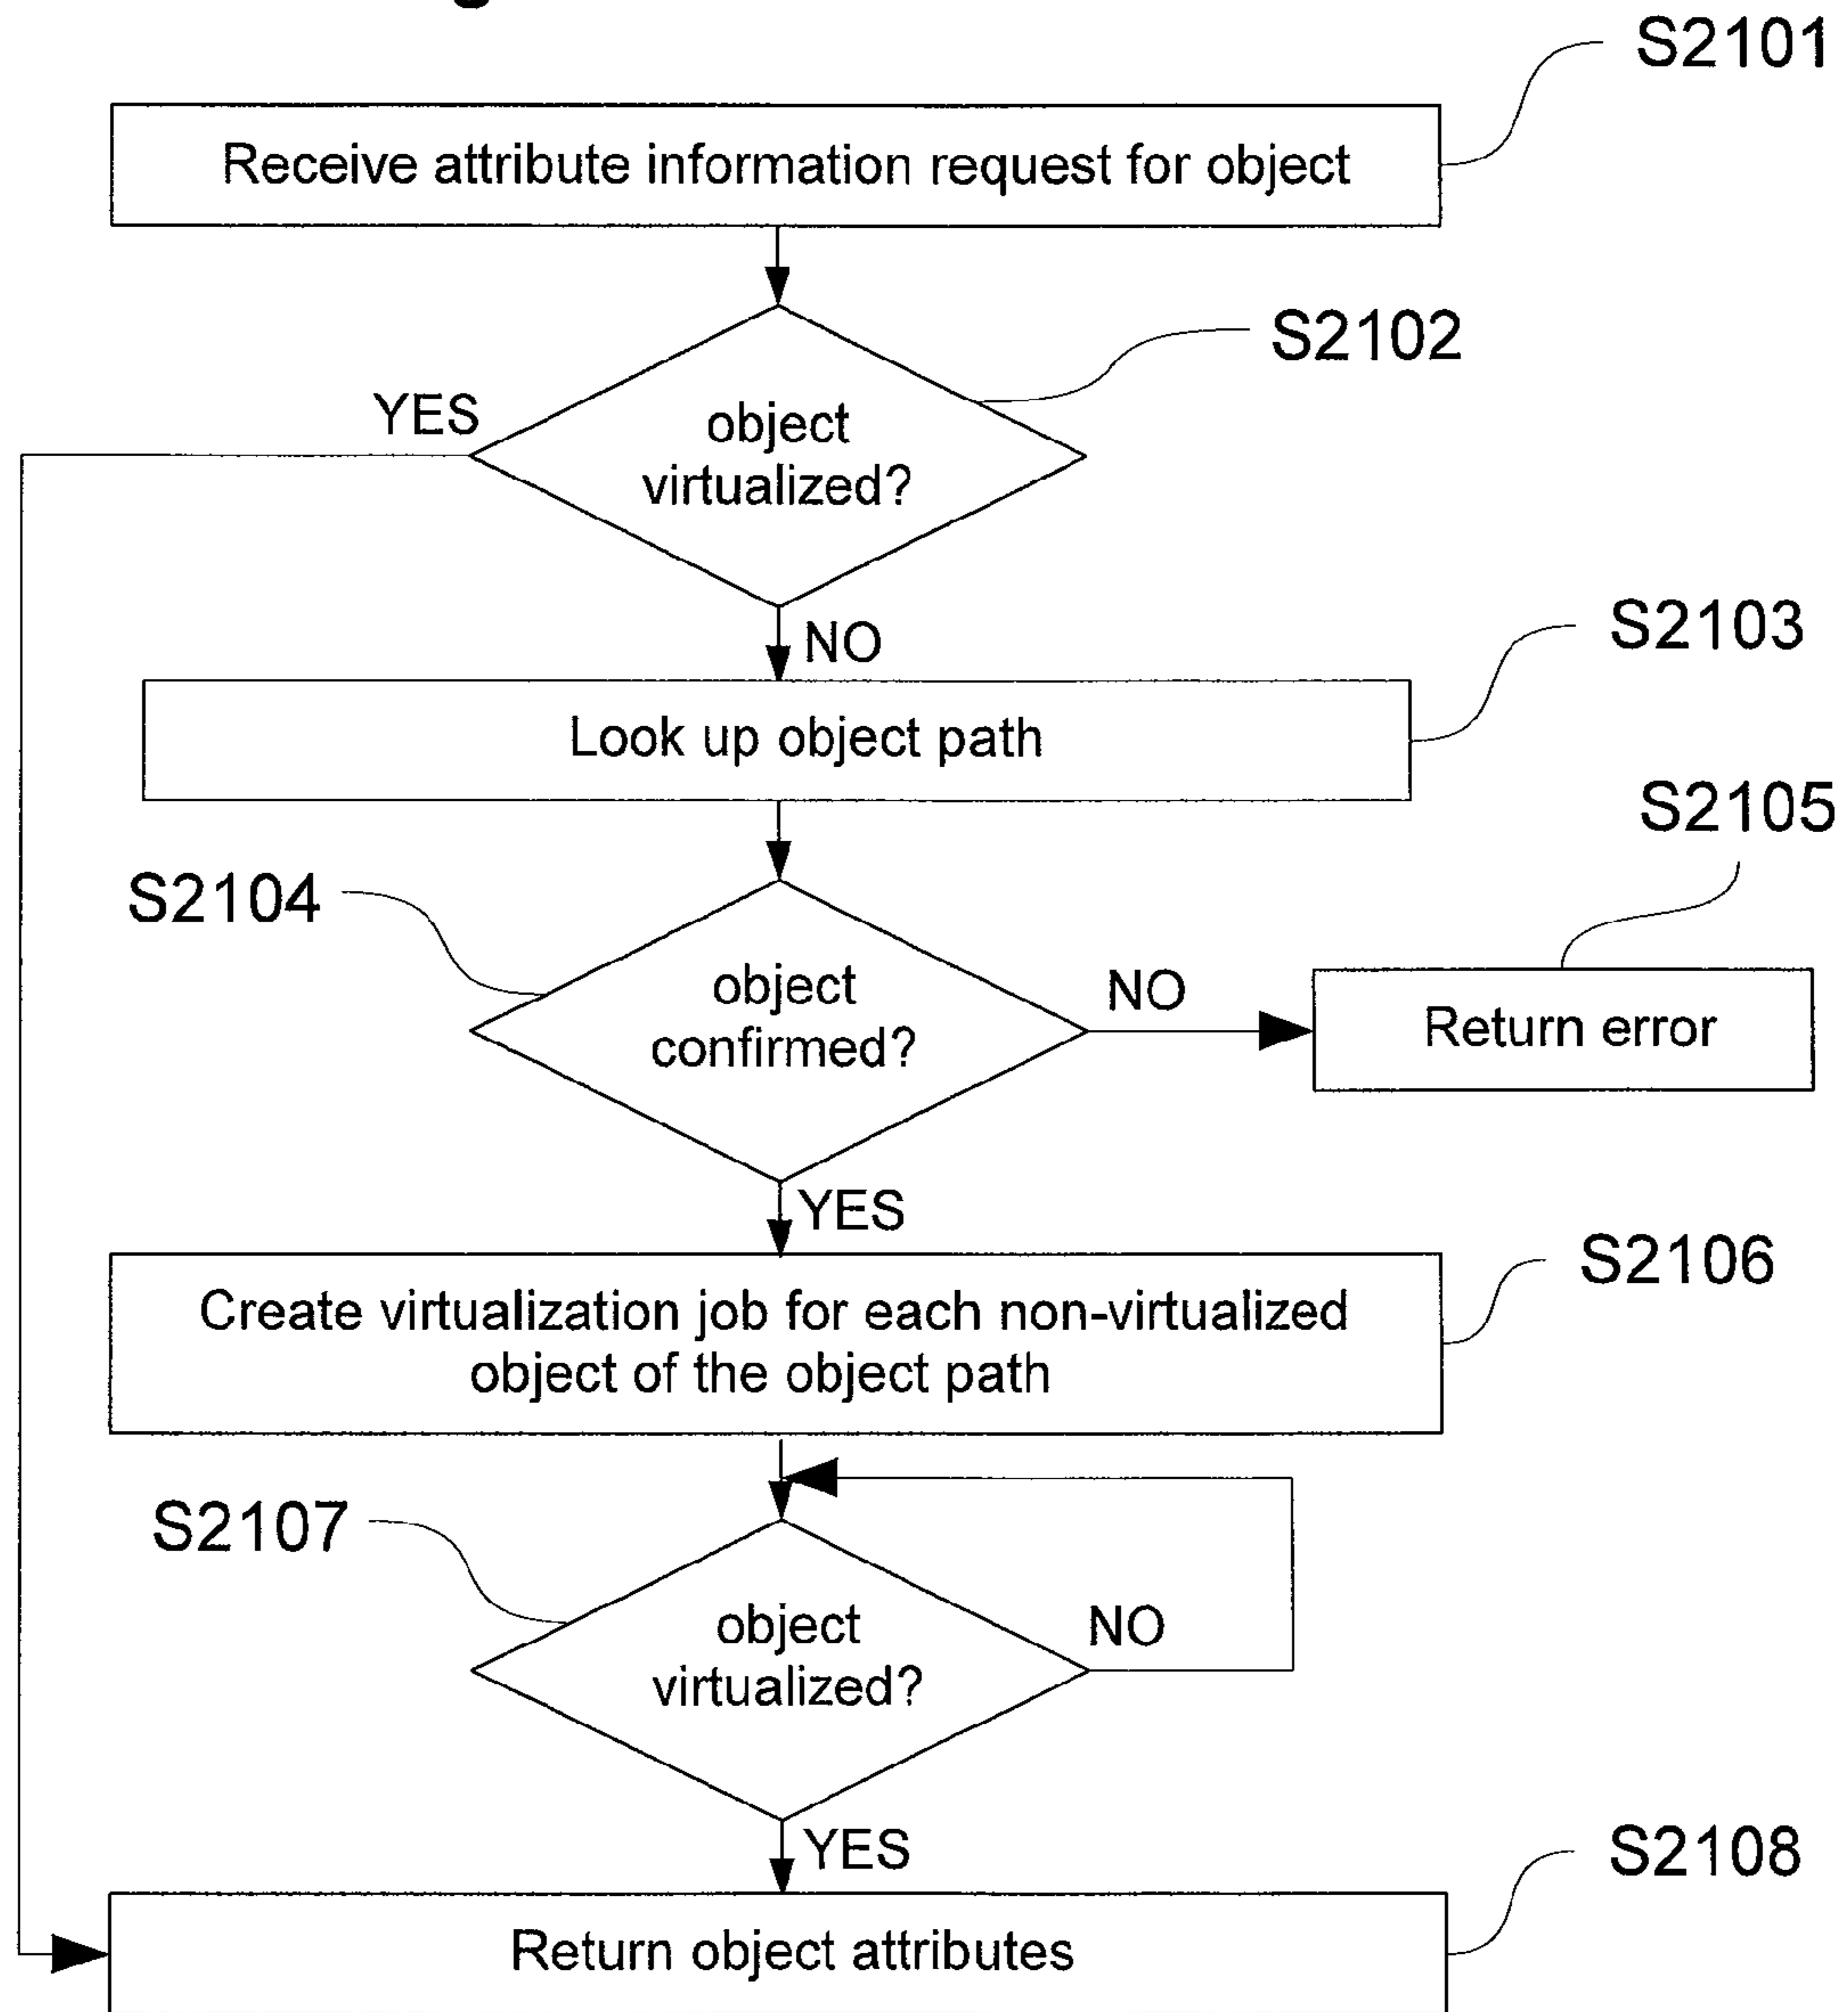 S2101
Receive attribute information request for object
S2102
YES
object
virtualized?
NO
S2103
Look up object path
S2105
S2104
object
confirmed?
NO
Return error
YES
S2106
Create virtualization job for each non-virtualized
object of the object path
S2107
object
virtualized?
NO
YES
S2108
Return object attributes